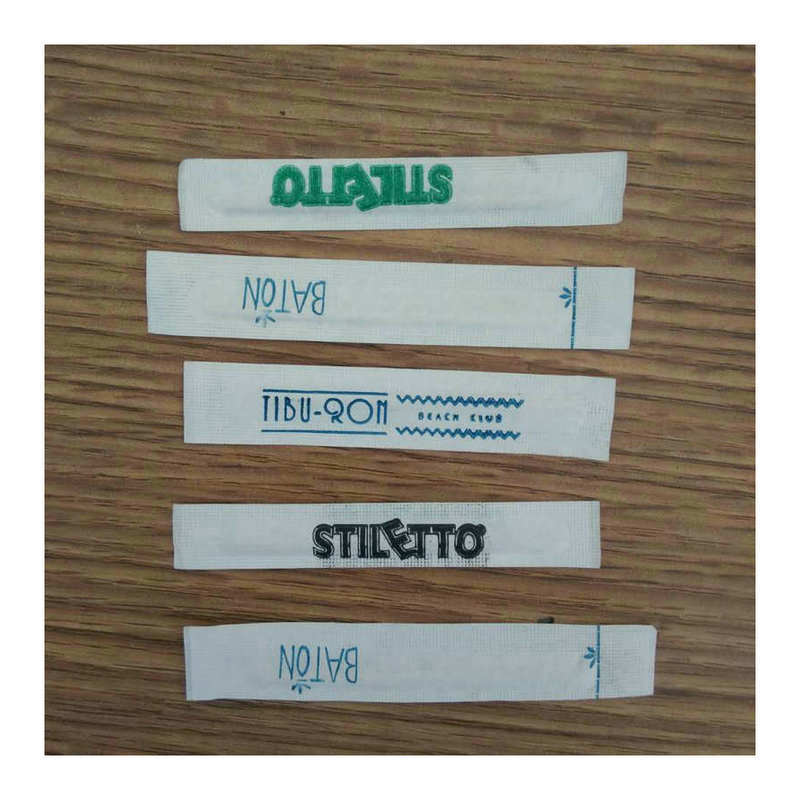 STILETTO
BATON
TIBU-RON BEACH CLUB
STILETTO
BATON